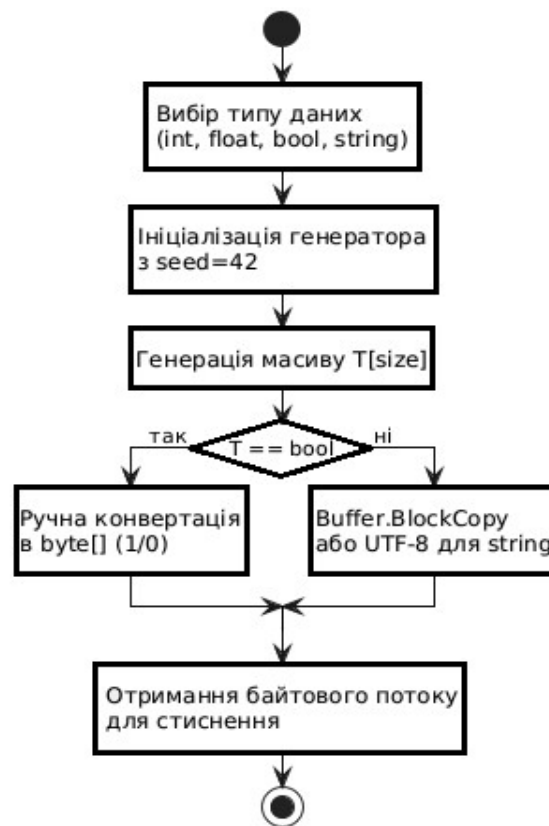 Вибір типу даних
(int, float, bool, string)
Ініціалізація генератора
з seed=42
Генерація масиву T[size]
так
T == bool
ні
Ручна конвертація
в byte[] (1/0)
Buffer.BlockCopy
або UTF-8 для string
Отримання байтового потоку
для стиснення